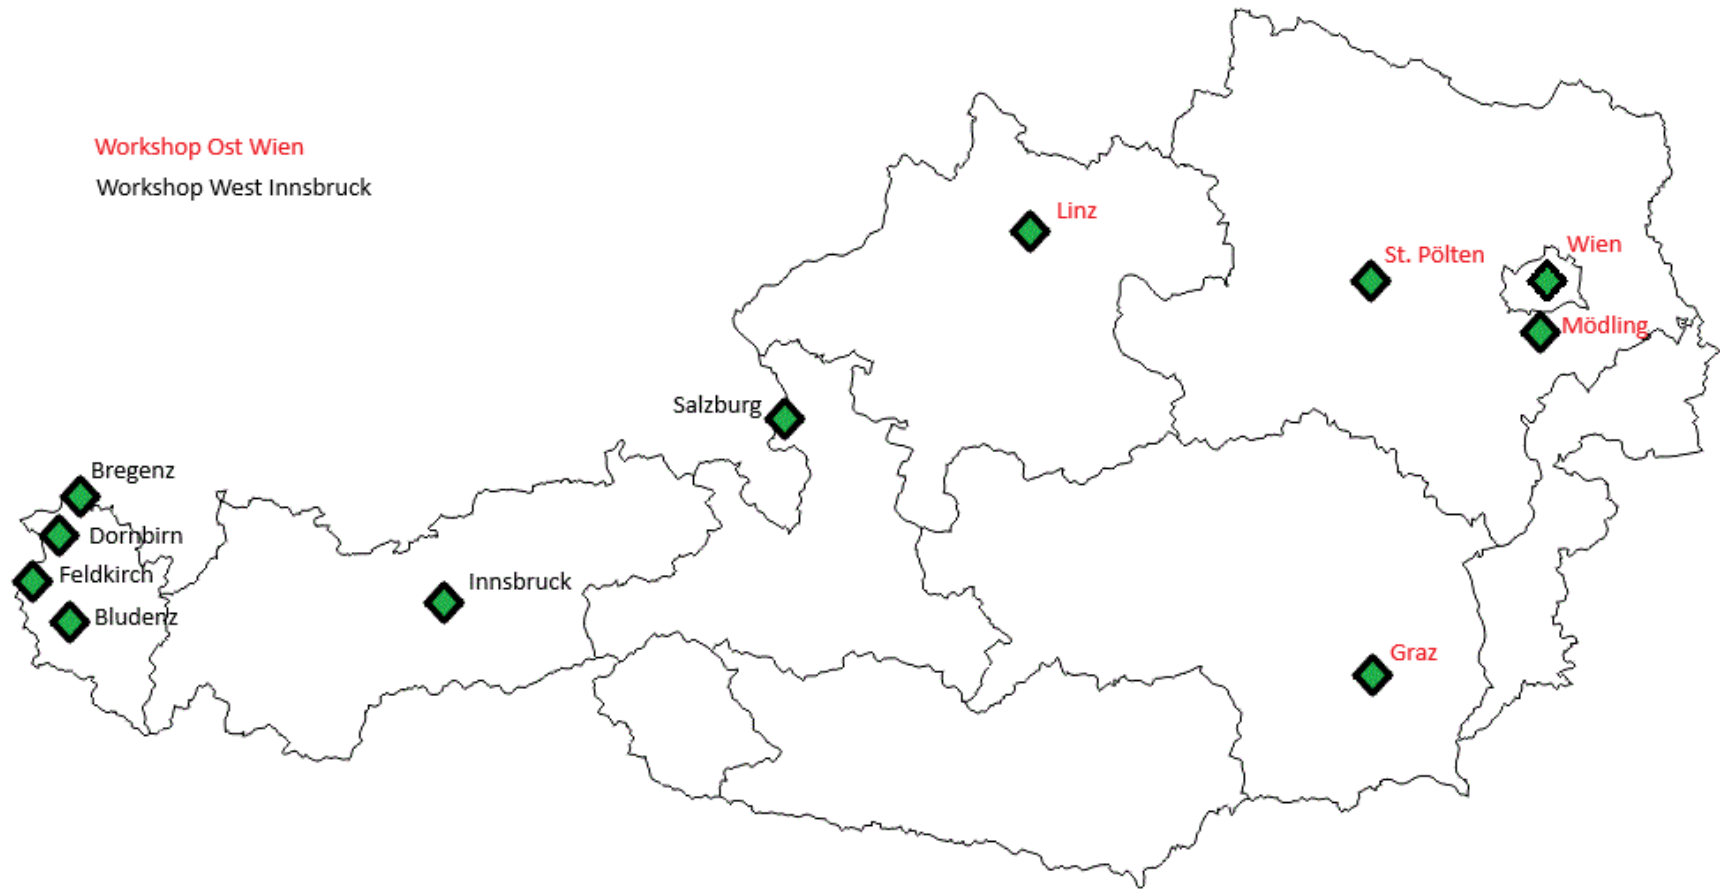 Workshop Ost Wien
Workshop West Innsbruck
Linz
Wien
St. Pölten
Mödling
Salzburg
Bregenz
Dornbirn
Feldkirch
Innsbruck
Bludenz
Graz